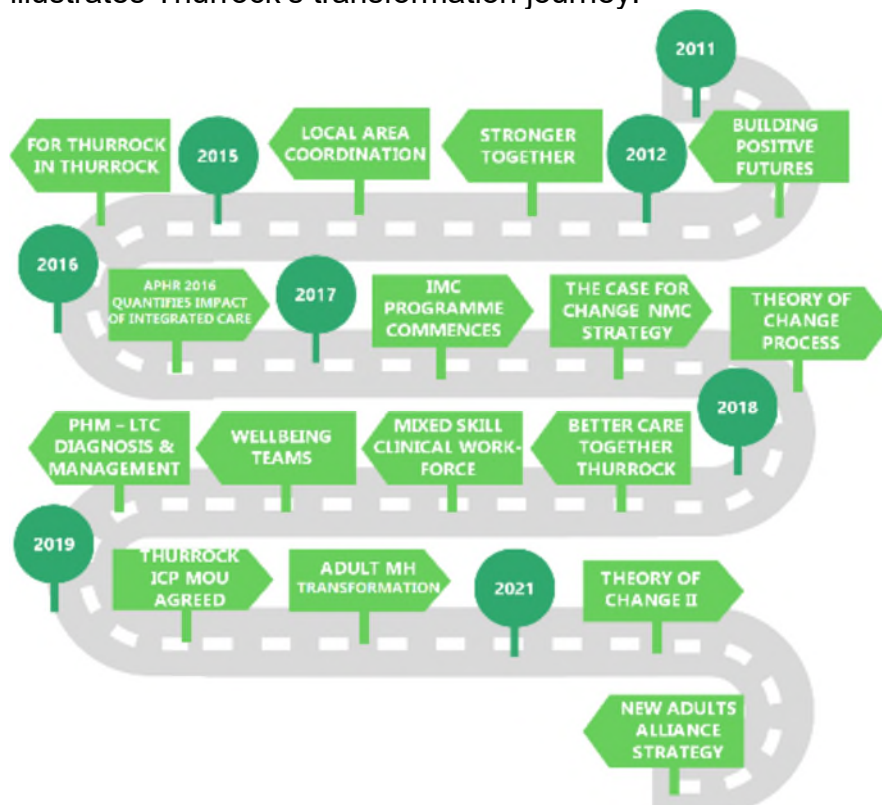 illustrates Thurrock's transformation journey.
2011
BUILDING
POSITIVE
FUTURES
2012
STRONGER
TOGETHER
LOCAL AREA
COORDINATION
2015
FOR THURROCK
IN THURROCK
2016
APHR 2016
QUANTIFIES IMPACT
OF INTEGRATED CARE
2017
IMC
PROGRAMME
COMMENCES
THE CASE FOR
CHANGE NMC
STRATEGY
THEORY OF
CHANGE
PROCESS
2018
BETTER CARE
TOGETHER
THURROCK
MIXED SKILL
CLINICAL WORK-
FORCE
WELLBEING
TEAMS
PHM – LTC
DIAGNOSIS &
MANAGEMENT
2019
THURROCK
ICP MOU
AGREED
ADULT MH
TRANSFORMATION
2021
THEORY OF
CHANGE II
NEW ADULTS
ALLIANCE
STRATEGY